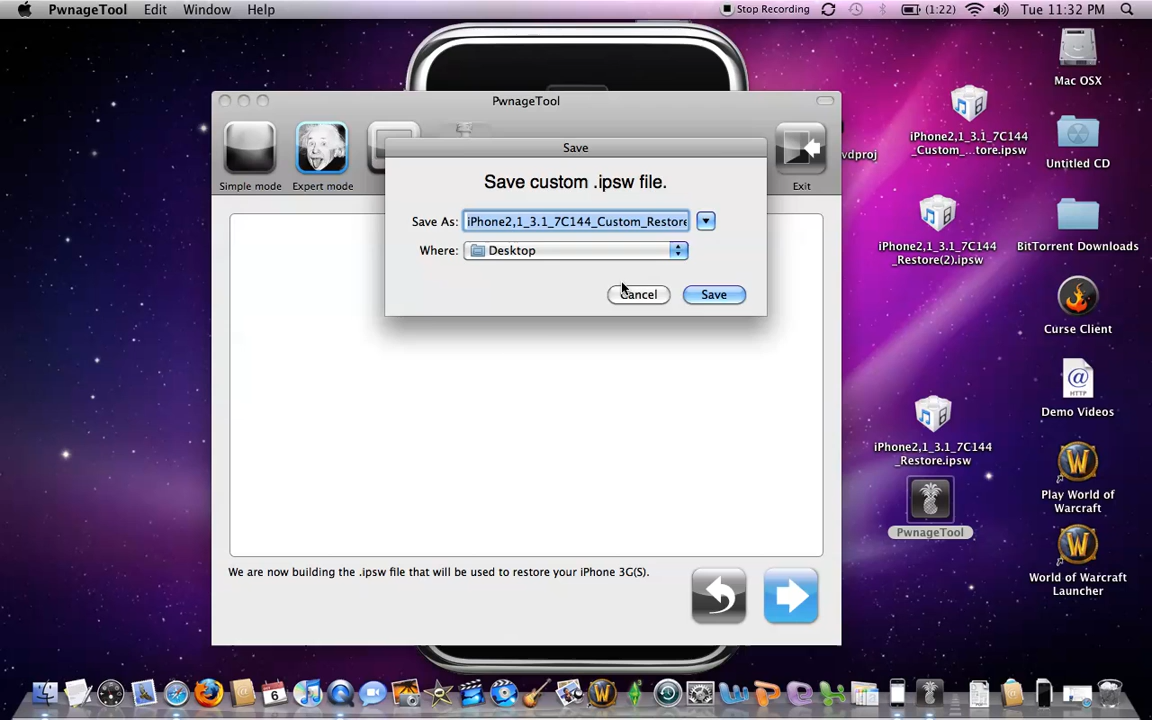 PwnageTool Edit Window Help Stop Recording (1:22) Tue 11:32 PM
PwnageTool
Simple mode
Expert mode
Exit
Save
Save custom .ipsw file.
Save As: iPhone2,1_3.1_7C144_Custom_Restore
Where: Desktop
Cancel
Save
We are now building the .ipsw file that will be used to restore your iPhone 3G(S).
vdproj
iPhone2,1_3.1_7C144
_Custom_...tore.ipsw
iPhone2,1_3.1_7C144
_Restore(2).ipsw
iPhone2,1_3.1_7C144
_Restore.ipsw
PwnageTool
Mac OSX
Untitled CD
BitTorrent Downloads
Curse Client
@
HTTP
Demo Videos
Play World of
Warcraft
World of Warcraft
Launcher
6